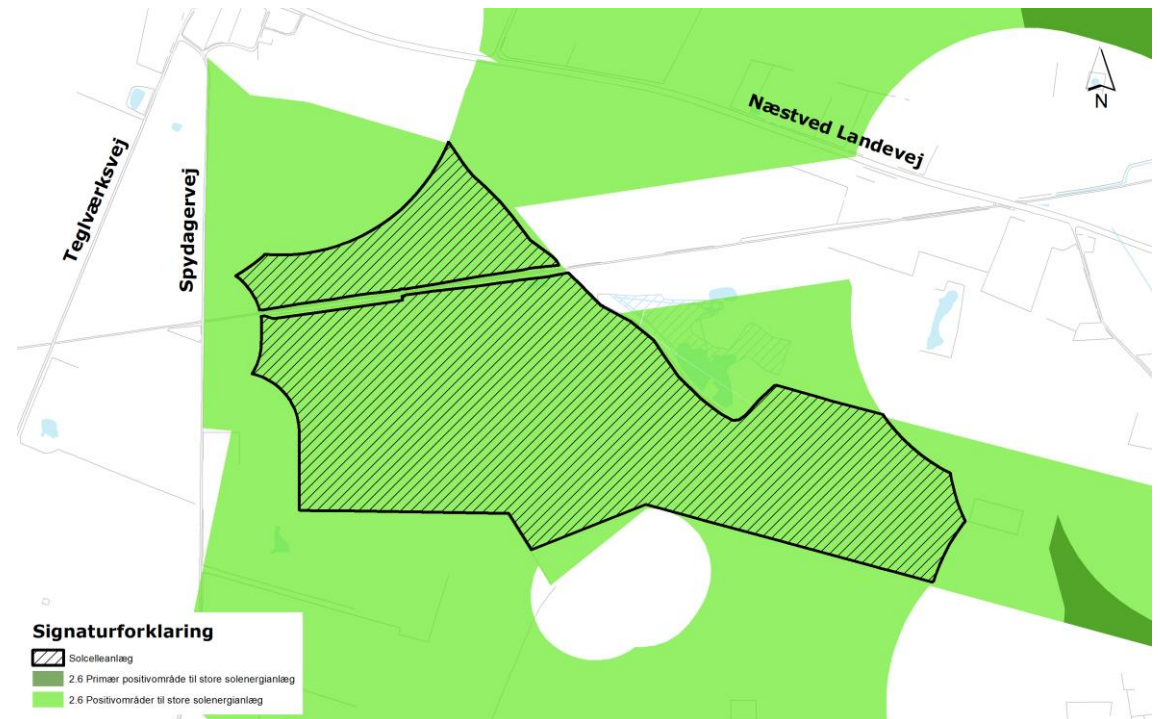 Næstved Landevej
N
Teglværksvej
Spydagervej
Signaturforklaring
Solcelleanlæg
2.6 Primær positivområde til store solenergianlæg
2.6 Positivområder til store solenergianlæg